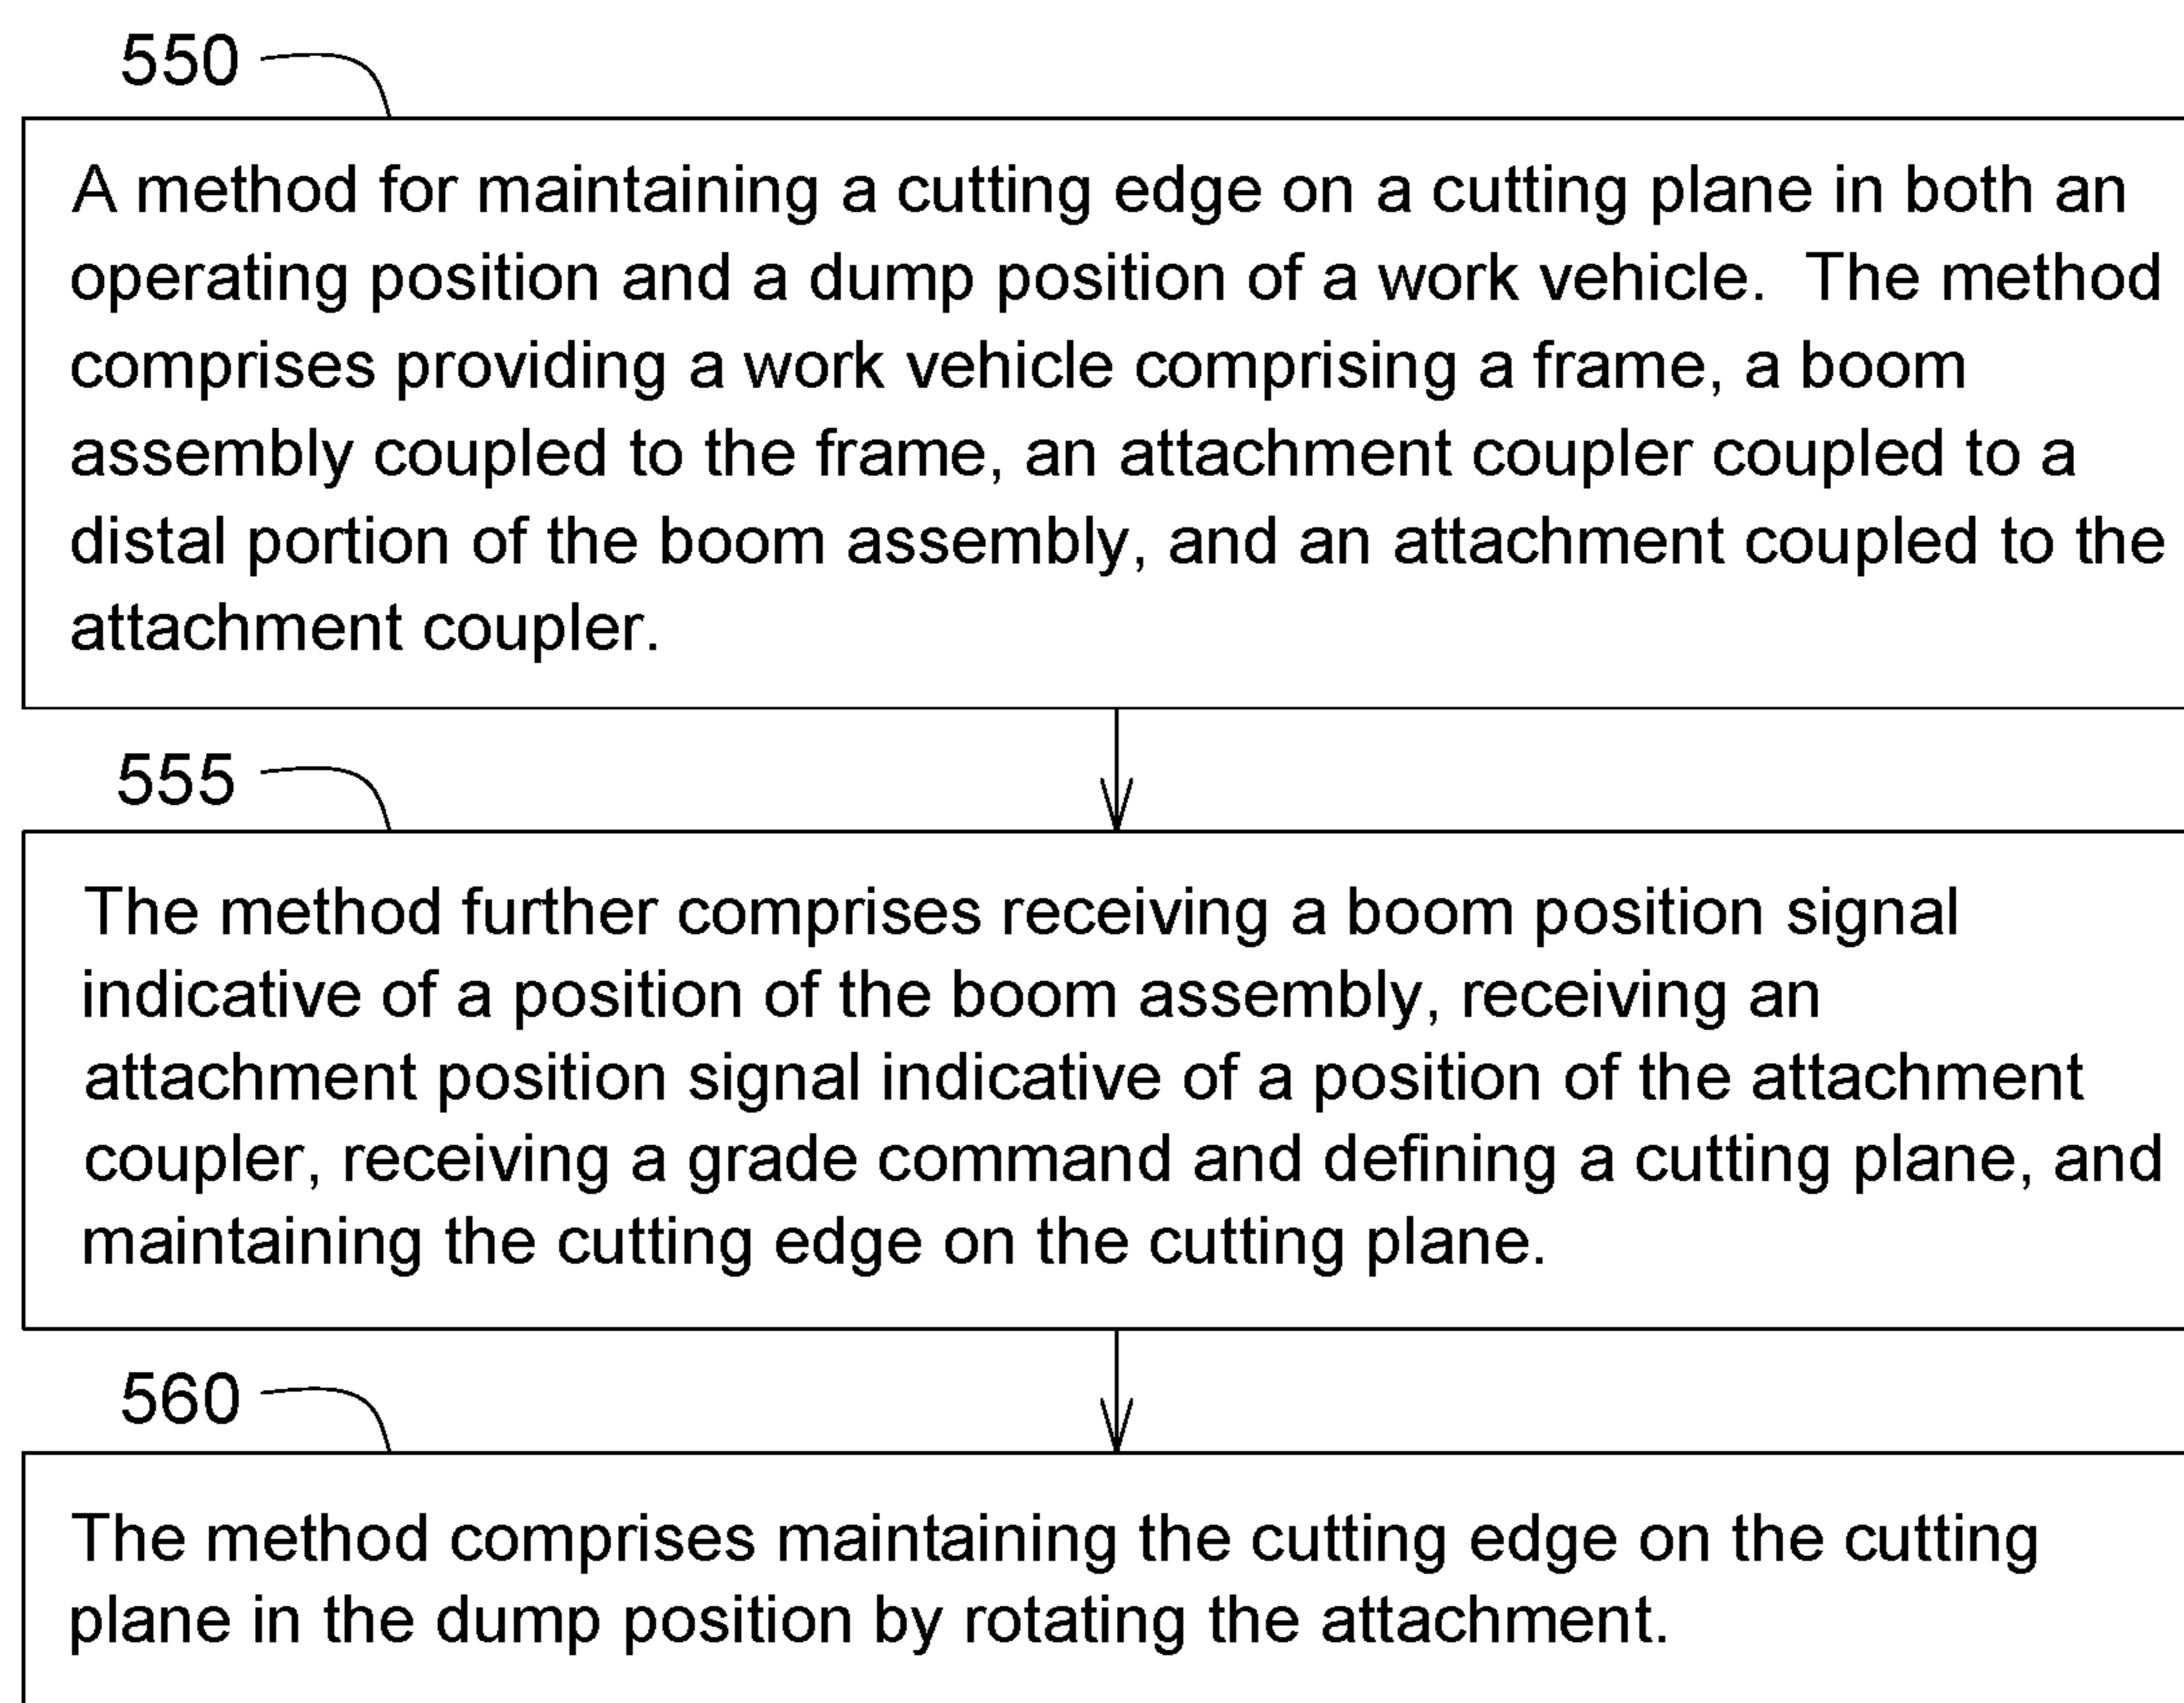 550
A method for maintaining a cutting edge on a cutting plane in both an
operating position and a dump position of a work vehicle.  The method
comprises providing a work vehicle comprising a frame, a boom
assembly coupled to the frame, an attachment coupler coupled to a
distal portion of the boom assembly, and an attachment coupled to the
attachment coupler.
555
The method further comprises receiving a boom position signal
indicative of a position of the boom assembly, receiving an
attachment position signal indicative of a position of the attachment
coupler, receiving a grade command and defining a cutting plane, and
maintaining the cutting edge on the cutting plane.
560
The method comprises maintaining the cutting edge on the cutting
plane in the dump position by rotating the attachment.